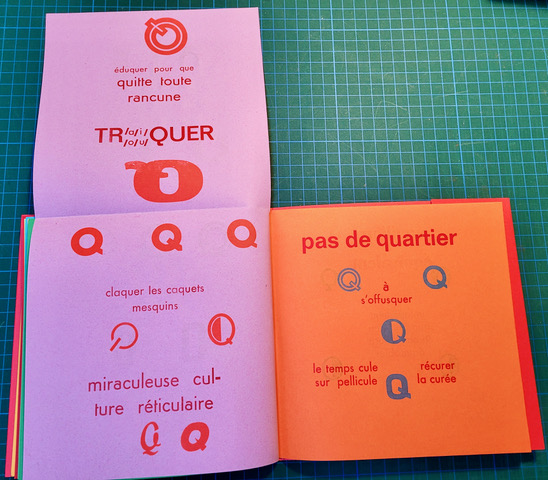 Q
éduquer pour que
quitte toute
rancune
TR/a/i/QUER
/o/u/
Q
Q Q Q
claquer les caquets
mesquins
Q Q
miraculeuse cul-
ture réticulaire
Q Q
pas de quartier
Q Q
à
s'offusquer
Q
le temps cule
sur pellicule
Q
récurer
la curée